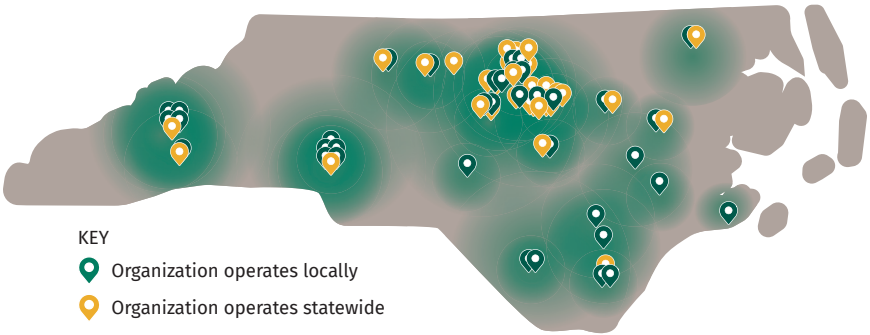 KEY
Organization operates locally
Organization operates statewide